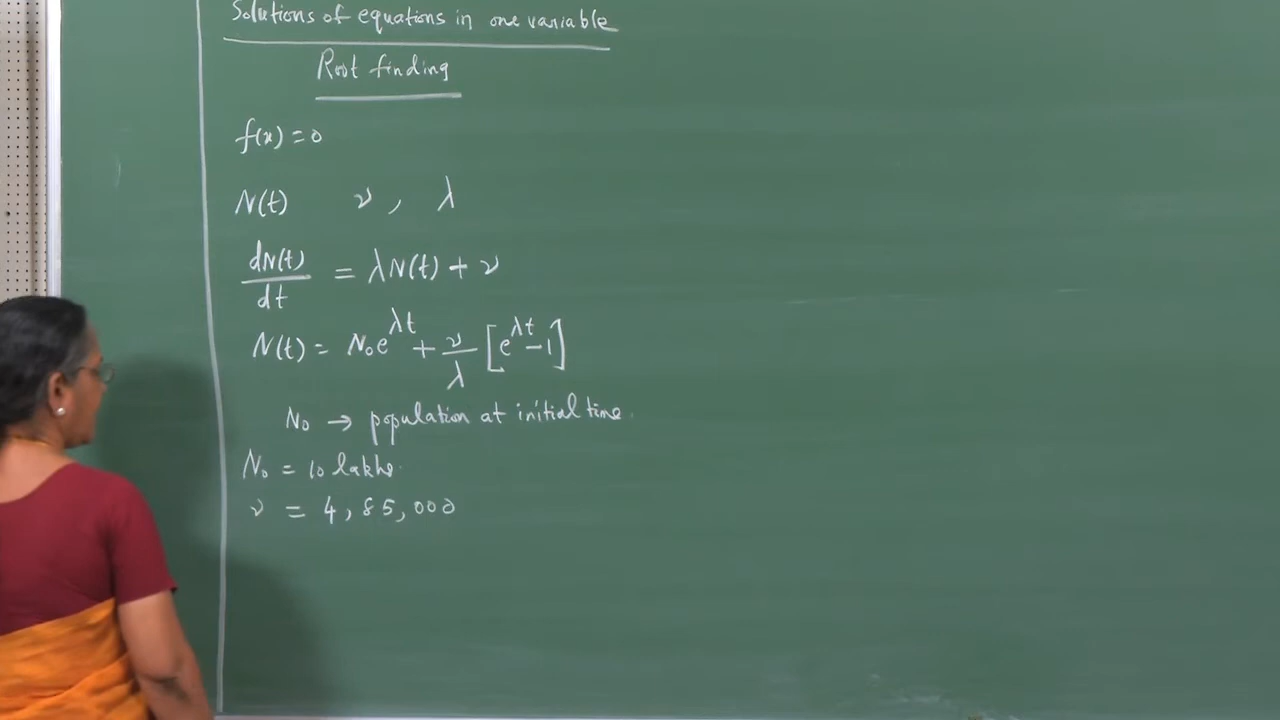 Solutions of equations in one variable
Root finding
f(x) = 0
N(t) ν, λ
dN(t)/dt = λN(t) + ν
N(t) = N₀e^λt + ν/λ [e^λt - 1]
N₀ → population at initial time.
N₀ = 10 lakhs.
ν = 4,85,000